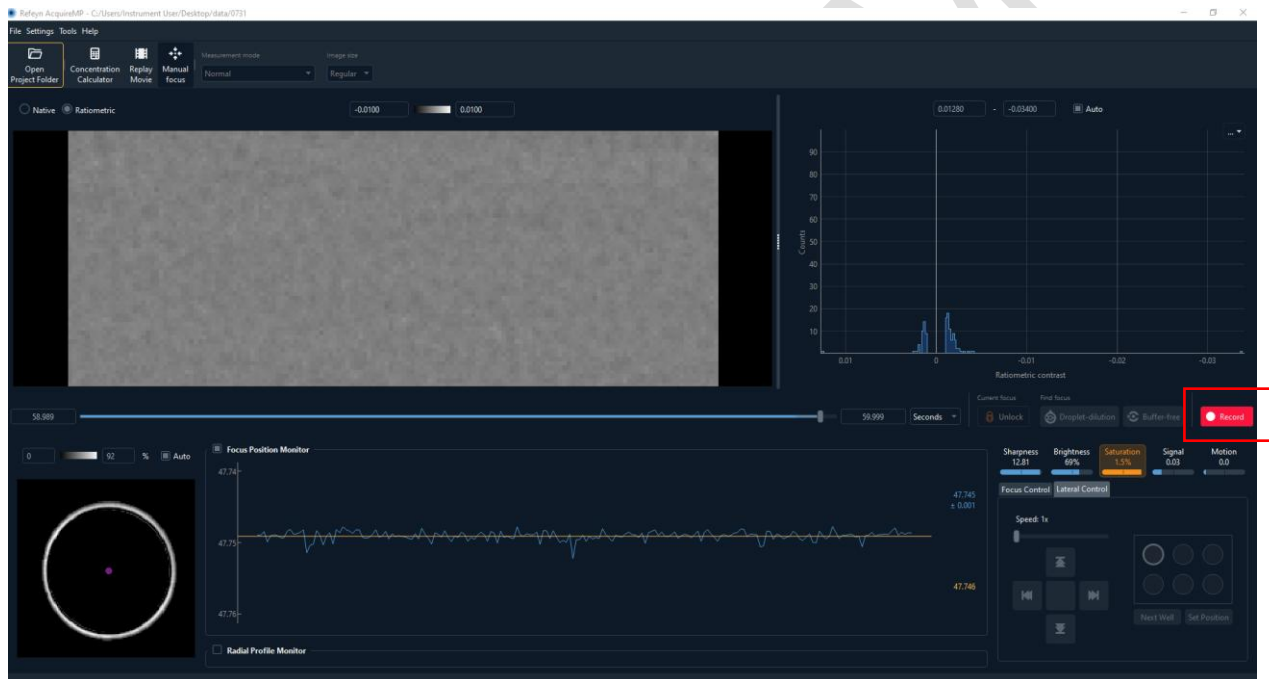 Refeyn AcquireMP - C:/Users/Instrument User/Desktop/data/0731
File Settings Tools Help
Open Project Folder
Concentration Calculator
Replay Movie
Manual focus
Measurement mode
Normal
Image size
Regular
Native Ratiometric
-0.0100 0.0100
0.01280 - -0.03400 Auto
...
90
80
70
60
50
40
30
20
10
Counts
0.01 0 -0.01 -0.02 -0.03
Ratiometric contrast
58.989 59.999 Seconds
Current focus
Unlock
Find focus
Droplet-dilution Buffer-free
Record
0 92 % Auto
Focus Position Monitor
47.74
47.75
47.76
47.745
± 0.001
47.746
Radial Profile Monitor
Sharpness Brightness Saturation Signal Motion
12.81 69% 1.5% 0.03 0.0
Focus Control Lateral Control
Speed: 1x
Next Well Set Position